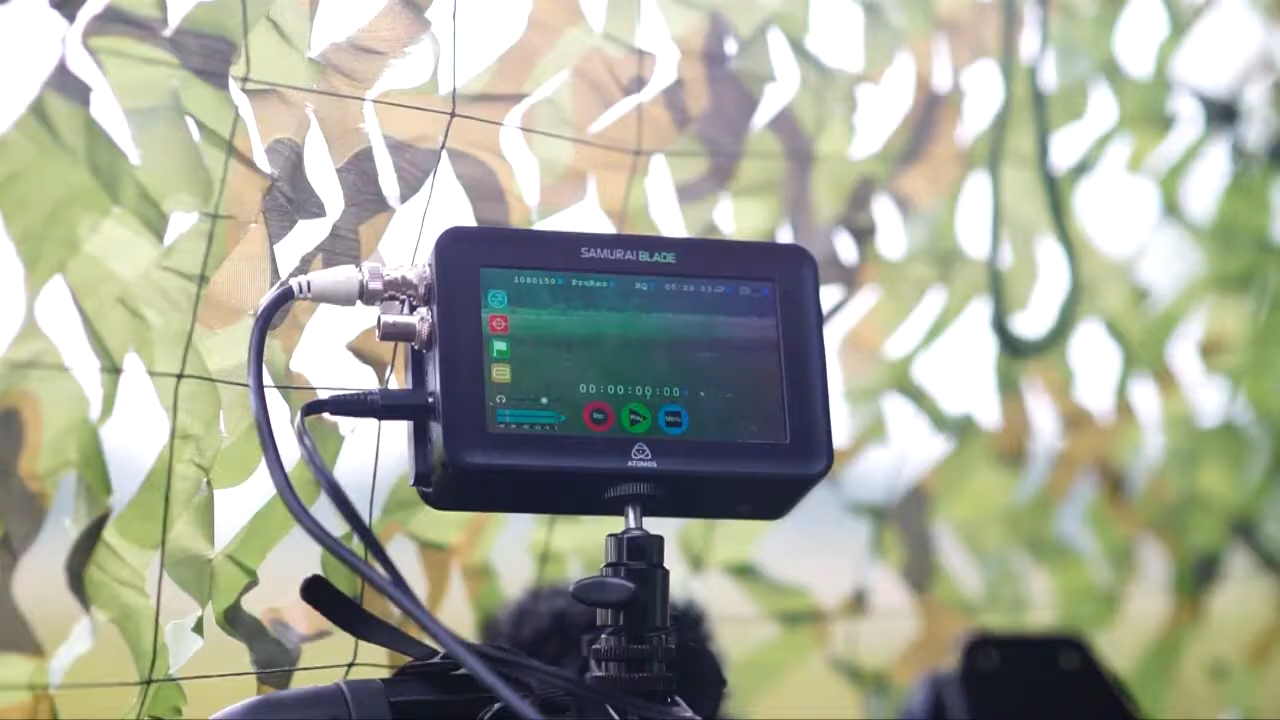 SAMURAI BLADE
1080i50 ProRes HQ
00:00:00:00
Rec Play Menu
ATOMOS